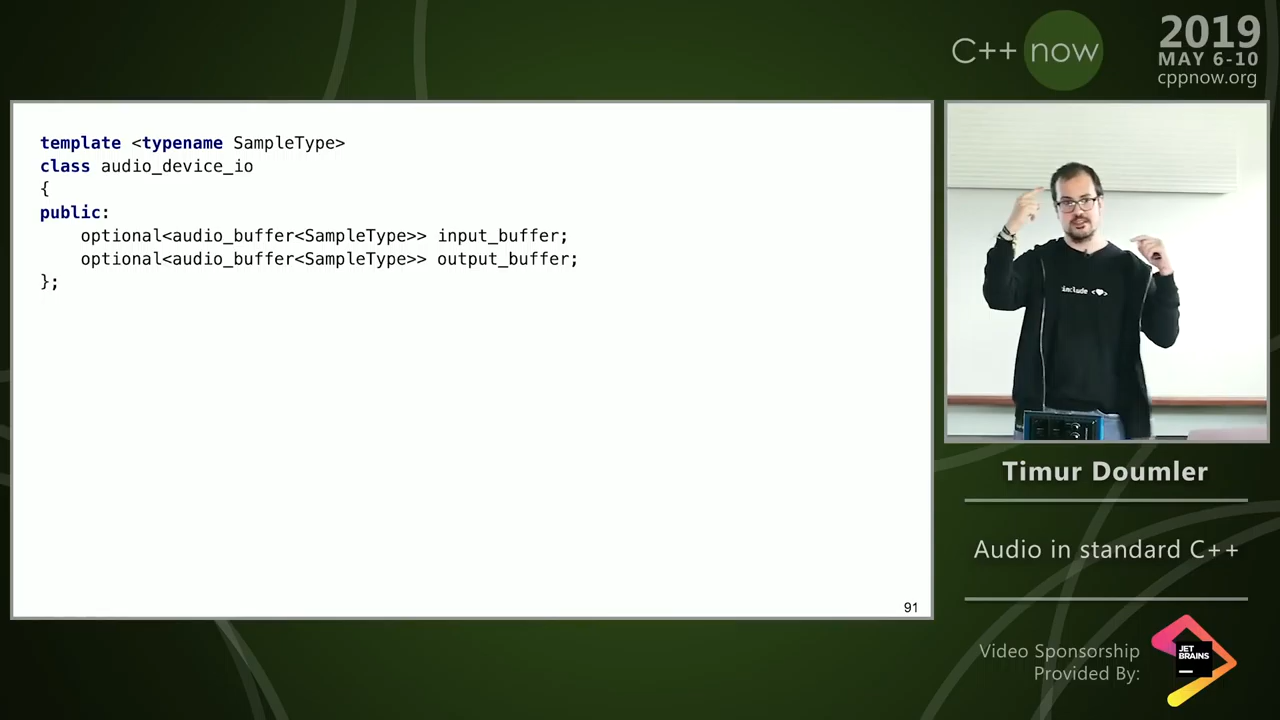 C++ now
2019
MAY 6-10
cppnow.org
template <typename SampleType>
class audio_device_io
{
public:
    optional<audio_buffer<SampleType>> input_buffer;
    optional<audio_buffer<SampleType>> output_buffer;
};
91
#include <♥>
Timur Doumler
Audio in standard C++
Video Sponsorship
Provided By:
JET
BRAINS